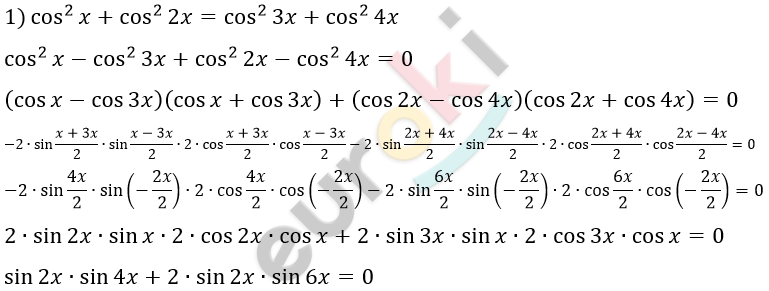 1) cos² x + cos² 2x = cos² 3x + cos² 4x
cos² x − cos² 3x + cos² 2x − cos² 4x = 0
(cos x − cos 3x)(cos x + cos 3x) + (cos 2x − cos 4x)(cos 2x + cos 4x) = 0
−2 · sin (x + 3x)/2 · sin (x − 3x)/2 · 2 · cos (x + 3x)/2 · cos (x − 3x)/2 − 2 · sin (2x + 4x)/2 · sin (2x − 4x)/2 · 2 · cos (2x + 4x)/2 · cos (2x − 4x)/2 = 0
−2 · sin 4x/2 · sin (−2x/2) · 2 · cos 4x/2 · cos (−2x/2) − 2 · sin 6x/2 · sin (−2x/2) · 2 · cos 6x/2 · cos (−2x/2) = 0
2 · sin 2x · sin x · 2 · cos 2x · cos x + 2 · sin 3x · sin x · 2 · cos 3x · cos x = 0
sin 2x · sin 4x + 2 · sin 2x · sin 6x = 0
euroki